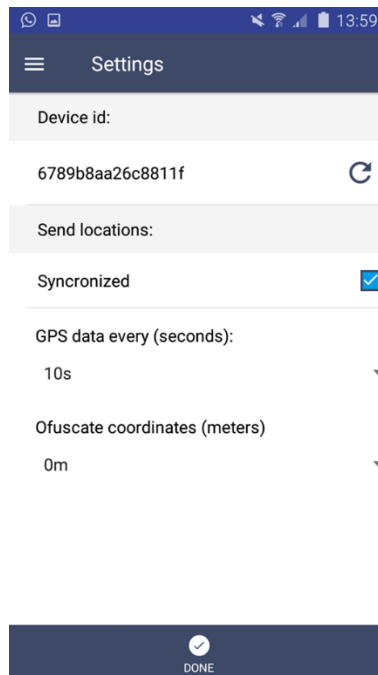 13:59
Settings
Device id:
6789b8aa26c8811f
Send locations:
Syncronized
GPS data every (seconds):
10s
Ofuscate coordinates (meters)
0m
DONE